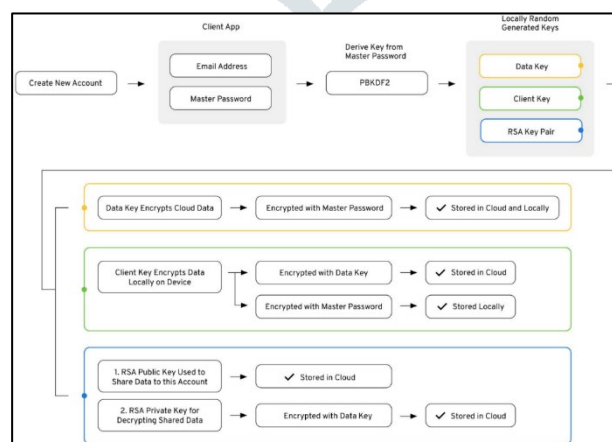 Client App
Derive Key from
Master Password
Locally Random
Generated Keys
Create New Account
Email Address
Master Password
PBKDF2
Data Key
Client Key
RSA Key Pair
Data Key Encrypts Cloud Data
Encrypted with Master Password
✓ Stored in Cloud and Locally
Client Key Encrypts Data
Locally on Device
Encrypted with Data Key
✓ Stored in Cloud
Encrypted with Master Password
✓ Stored Locally
1. RSA Public Key Used to
Share Data to this Account
✓ Stored in Cloud
2. RSA Private Key for
Decrypting Shared Data
Encrypted with Data Key
✓ Stored in Cloud